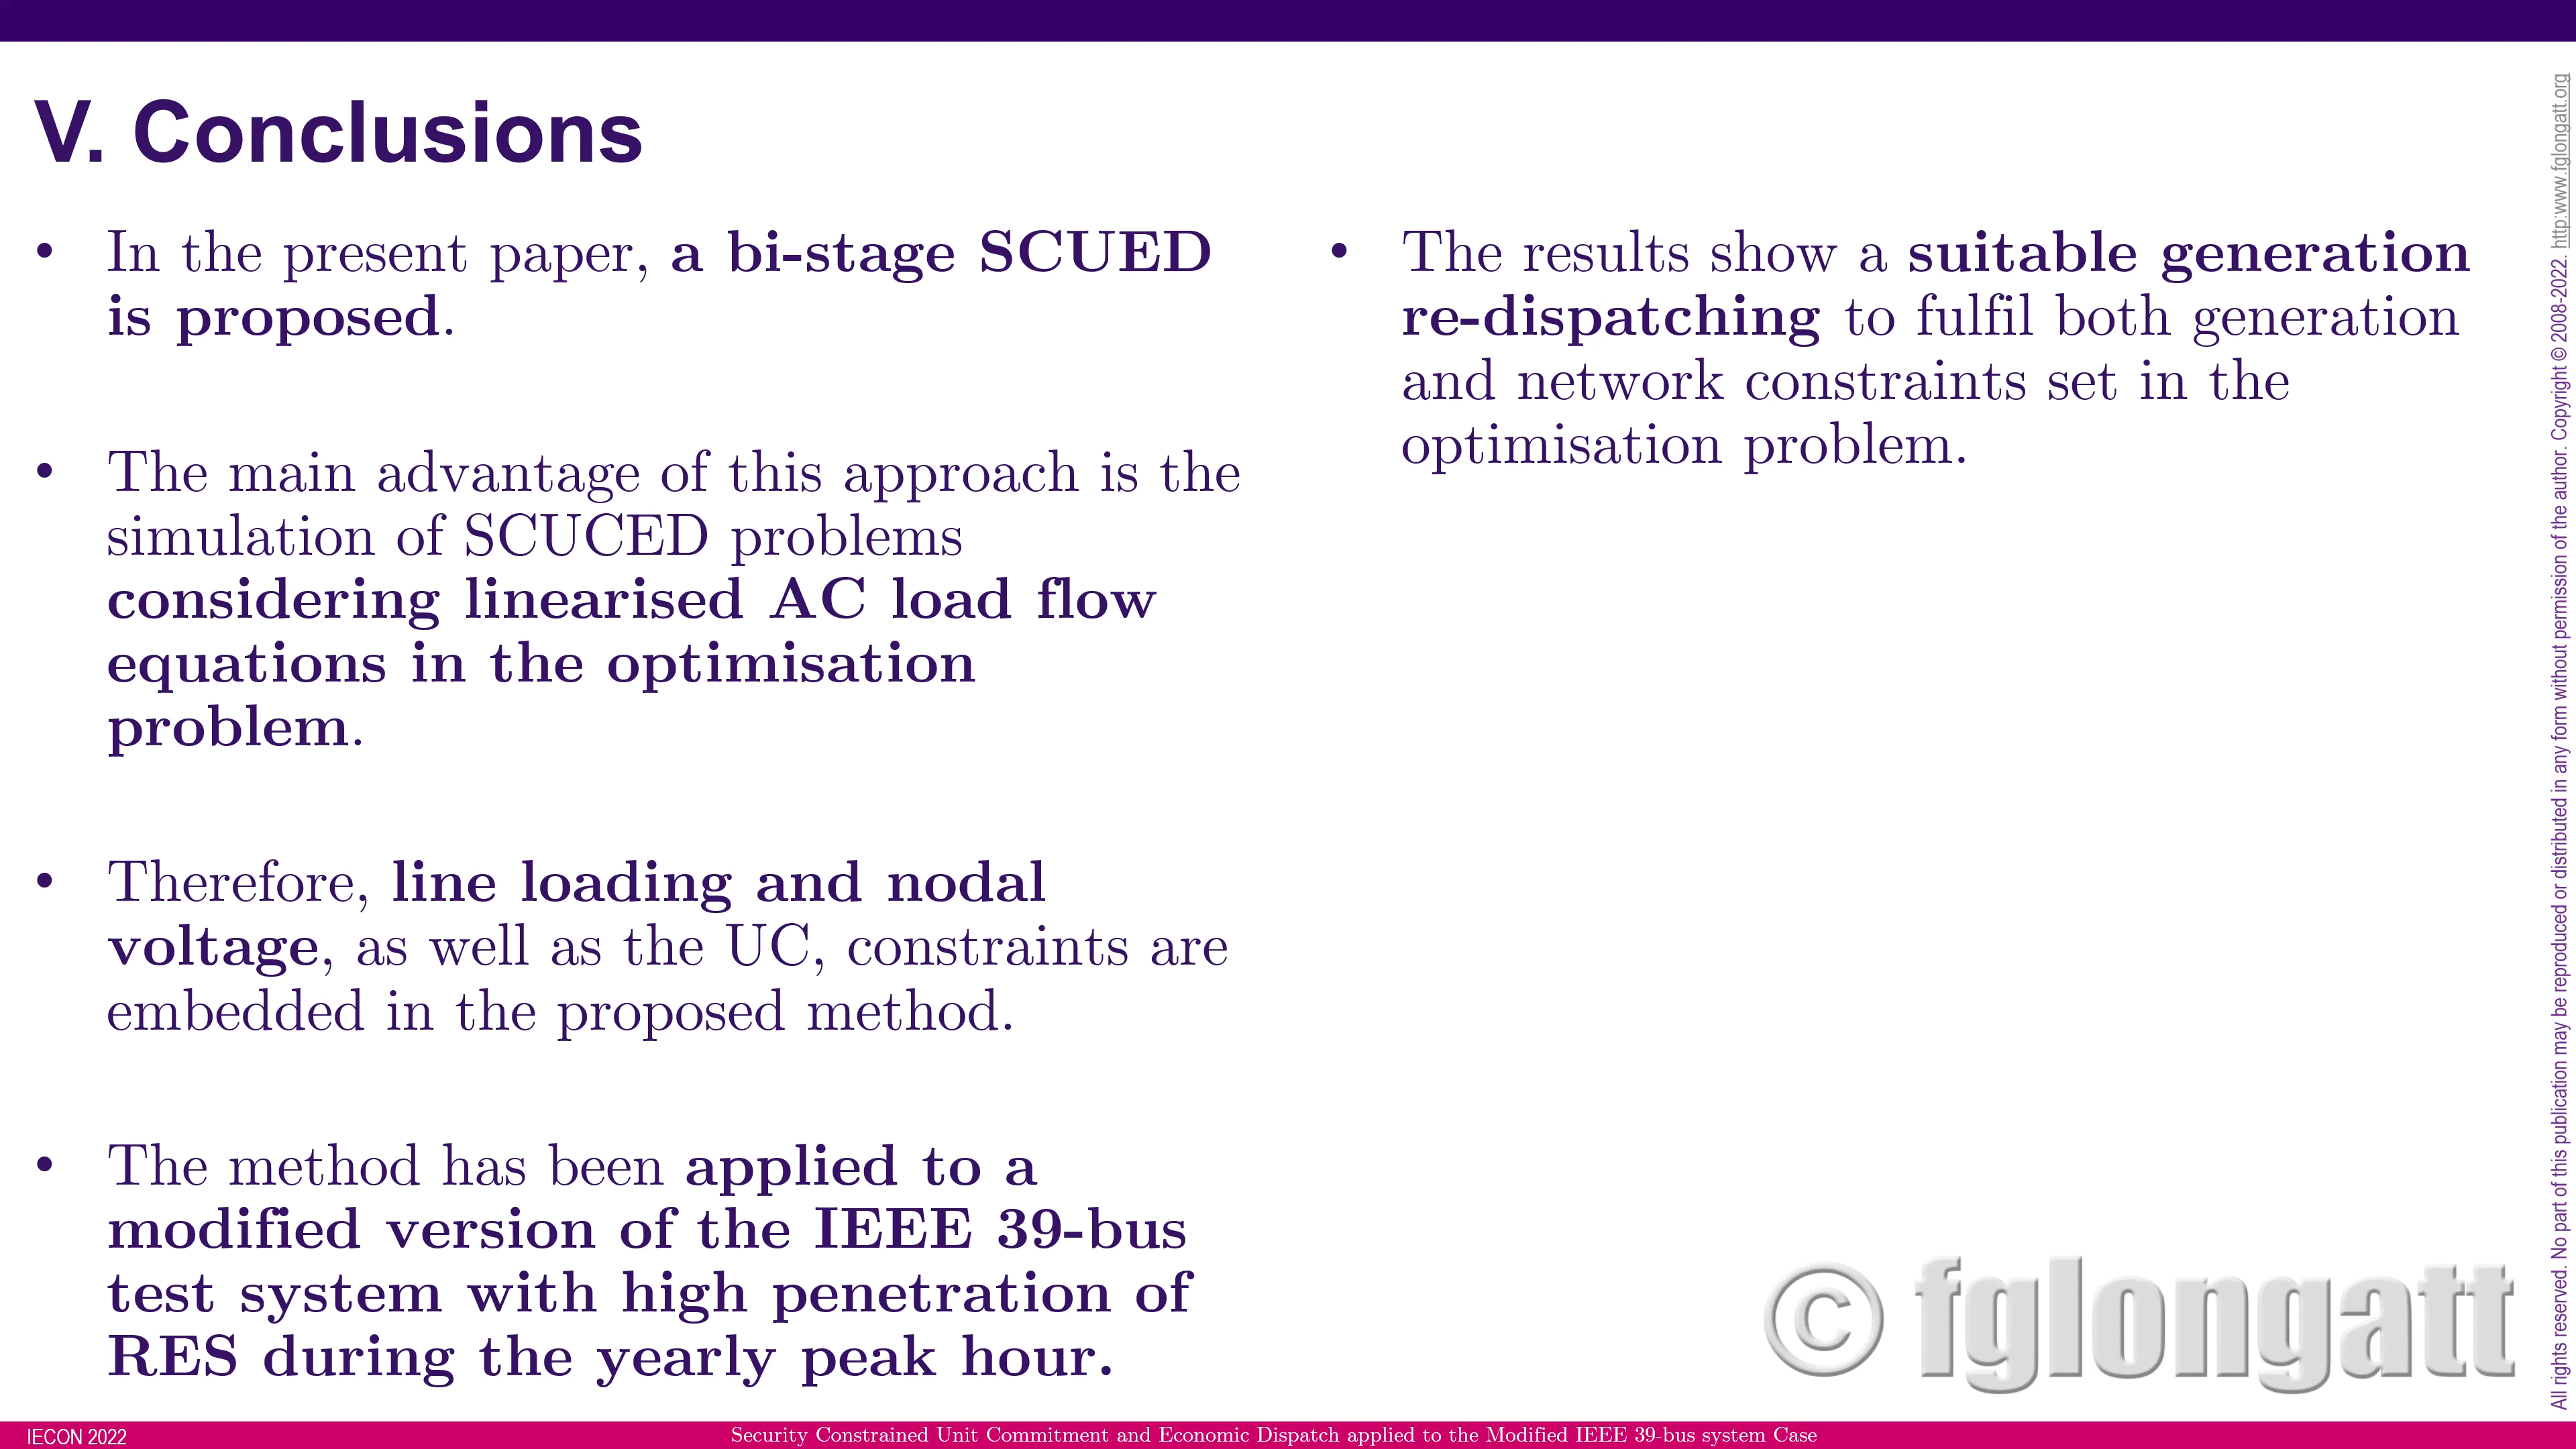 V. Conclusions
• In the present paper, a bi-stage SCUED
is proposed.
• The main advantage of this approach is the
simulation of SCUCED problems
considering linearised AC load flow
equations in the optimisation
problem.
• Therefore, line loading and nodal
voltage, as well as the UC, constraints are
embedded in the proposed method.
• The method has been applied to a
modified version of the IEEE 39-bus
test system with high penetration of
RES during the yearly peak hour.
• The results show a suitable generation
re-dispatching to fulfil both generation
and network constraints set in the
optimisation problem.
© fglongatt
All rights reserved. No part of this publication may be reproduced or distributed in any form without permission of the author. Copyright © 2008-2022. http:www.fglongatt.org
IECON 2022
Security Constrained Unit Commitment and Economic Dispatch applied to the Modified IEEE 39-bus system Case